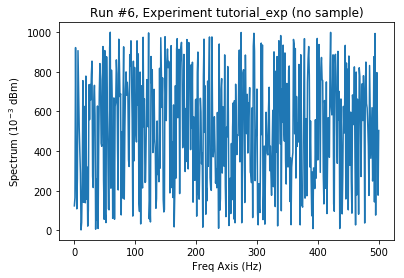 Run #6, Experiment tutorial_exp (no sample)
1000
800
600
400
200
0
Spectrum (10⁻³ dBm)
0 100 200 300 400 500
Freq Axis (Hz)